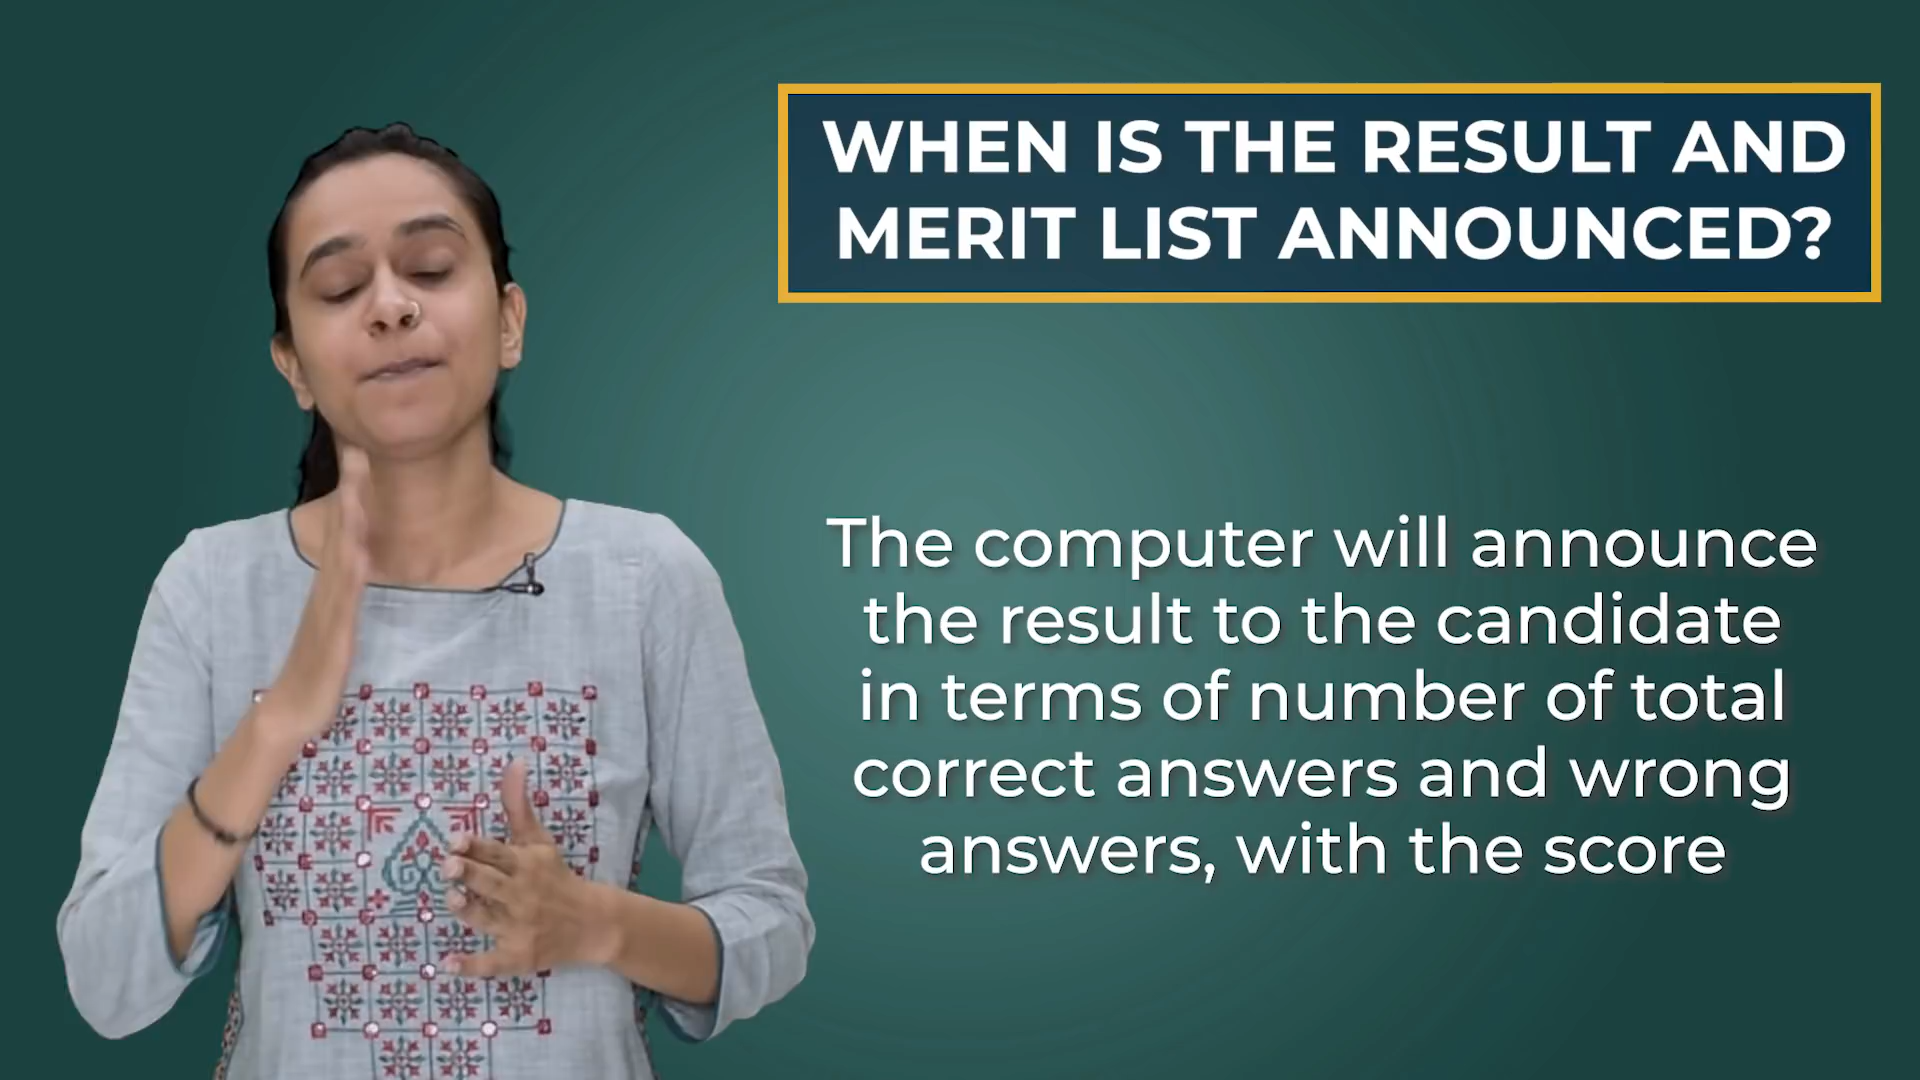 WHEN IS THE RESULT AND
MERIT LIST ANNOUNCED?
The computer will announce
the result to the candidate
in terms of number of total
correct answers and wrong
answers, with the score